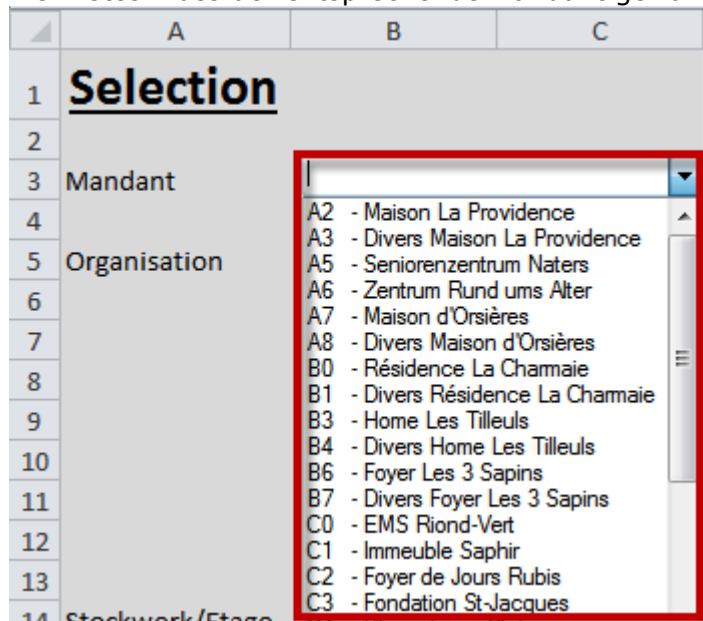 A B C
1 Selection
2
3 Mandant
4 A2 - Maison La Providence
A3 - Divers Maison La Providence
5 Organisation A5 - Seniorenzentrum Naters
6 A6 - Zentrum Rund ums Alter
A7 - Maison d'Orsières
7 A8 - Divers Maison d'Orsières
8 B0 - Résidence La Charmaie
B1 - Divers Résidence La Charmaie
9 B3 - Home Les Tilleuls
10 B4 - Divers Home Les Tilleuls
B6 - Foyer Les 3 Sapins
11 B7 - Divers Foyer Les 3 Sapins
12 C0 - EMS Riond-Vert
C1 - Immeuble Saphir
13 C2 - Foyer de Jours Rubis
14 Stockwerk/Etage C3 - Fondation St-Jacques